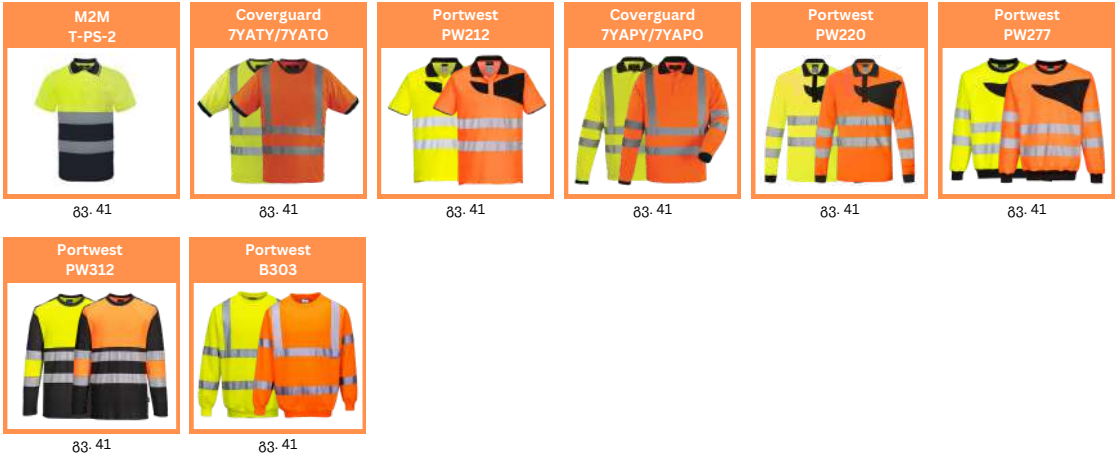 M2M
T-PS-2
Coverguard
7YATY/7YATO
Portwest
PW212
Coverguard
7YAPY/7YAPO
Portwest
PW220
Portwest
PW277
გვ. 41
გვ. 41
გვ. 41
გვ. 41
გვ. 41
გვ. 41
Portwest
PW312
Portwest
B303
გვ. 41
გვ. 41